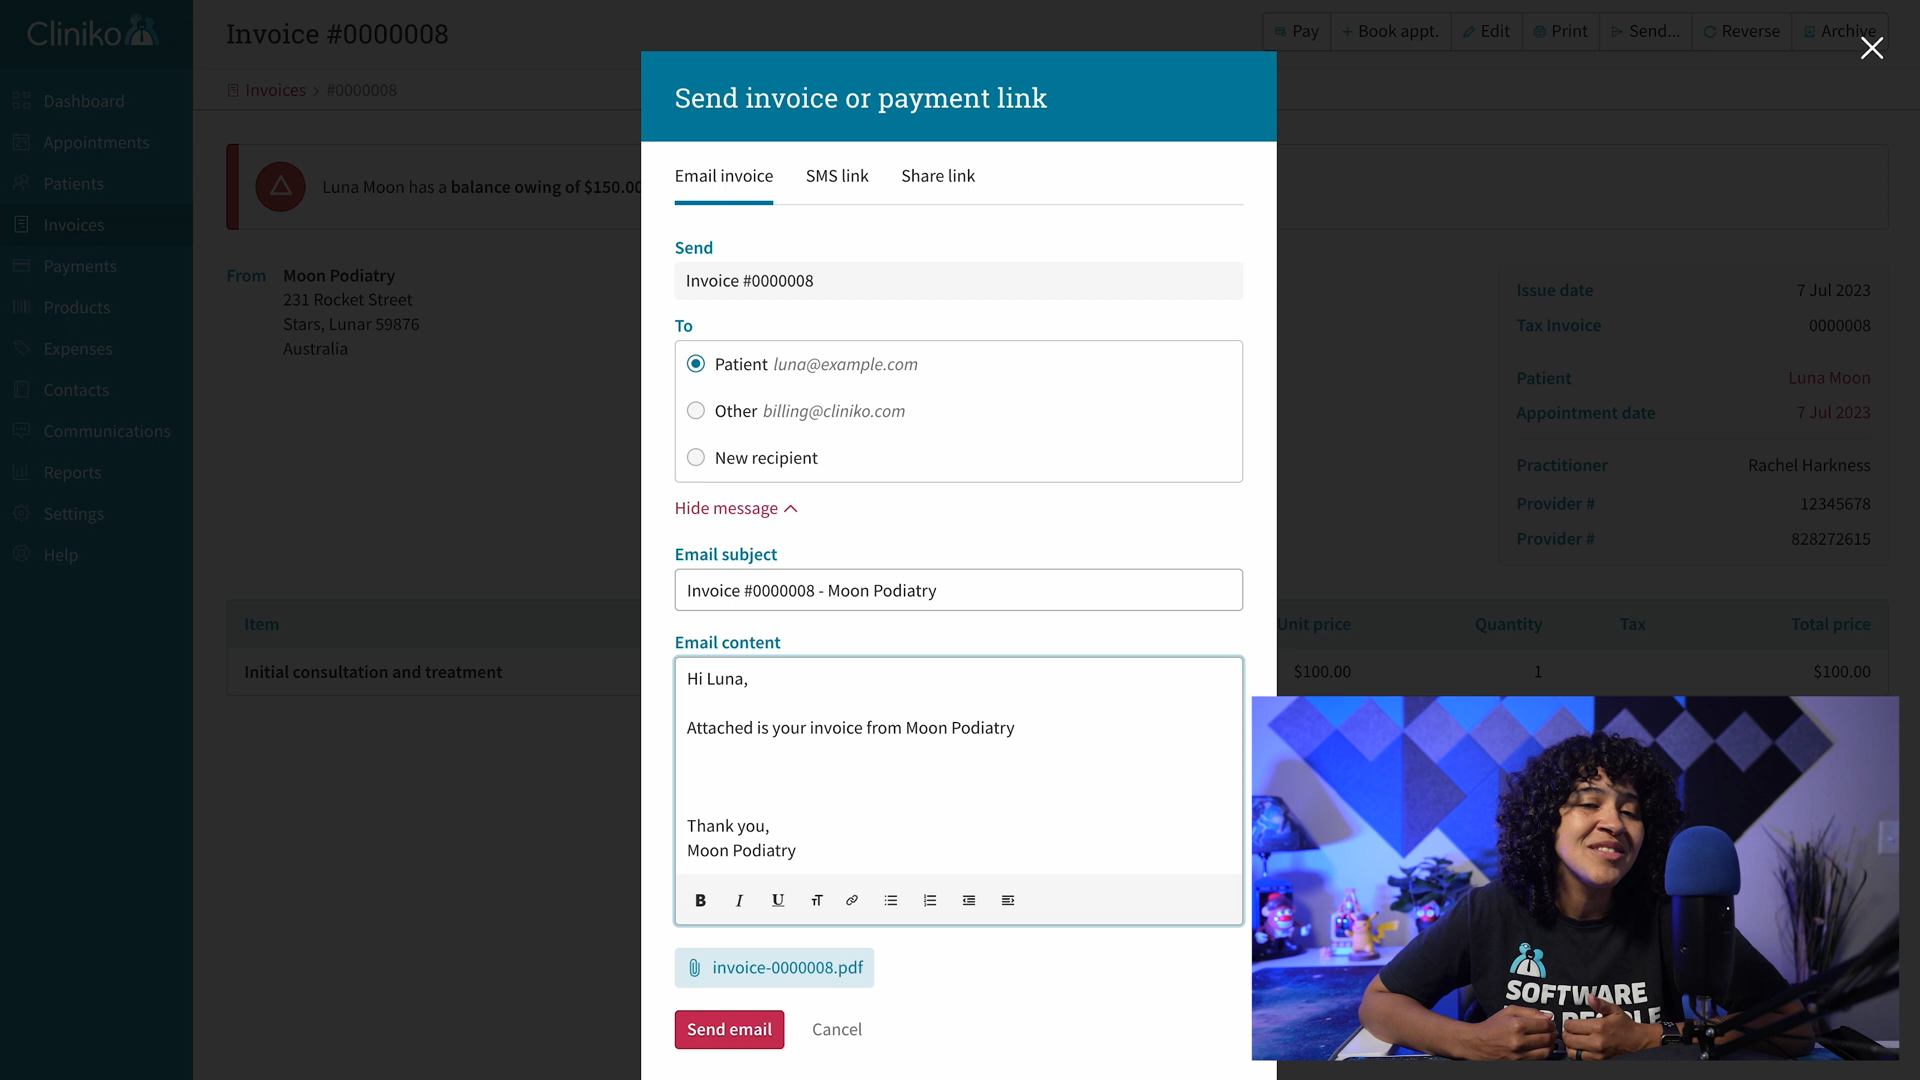 Cliniko
Invoice #0000008
Pay
Book appt.
Edit
Print
Send...
Reverse
Archive
Invoices > #0000008
Dashboard
Appointments
Patients
Invoices
Payments
Products
Expenses
Contacts
Communications
Reports
Settings
Help
Luna Moon has a balance owing of $150.00
From
Moon Podiatry
231 Rocket Street
Stars, Lunar 59876
Australia
Send invoice or payment link
Email invoice
SMS link
Share link
Send
Invoice #0000008
To
Patient luna@example.com
Other billing@cliniko.com
New recipient
Hide message
Email subject
Invoice #0000008 - Moon Podiatry
Email content
Hi Luna,
Attached is your invoice from Moon Podiatry
Thank you,
Moon Podiatry
B I U
invoice-0000008.pdf
Send email
Cancel
Issue date 7 Jul 2023
Tax Invoice 0000008
Patient Luna Moon
Appointment date 7 Jul 2023
Practitioner Rachel Harkness
Provider # 12345678
Provider # 828272615
Item Unit price Quantity Tax Total price
Initial consultation and treatment $100.00 1 $100.00
SOFTWARE